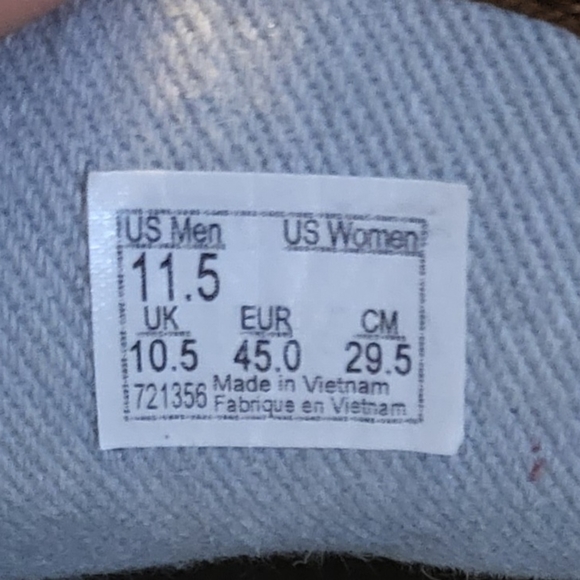 US Men US Women
11.5
UK EUR CM
10.5 45.0 29.5
721356 Made in Vietnam
Fabrique en Vietnam